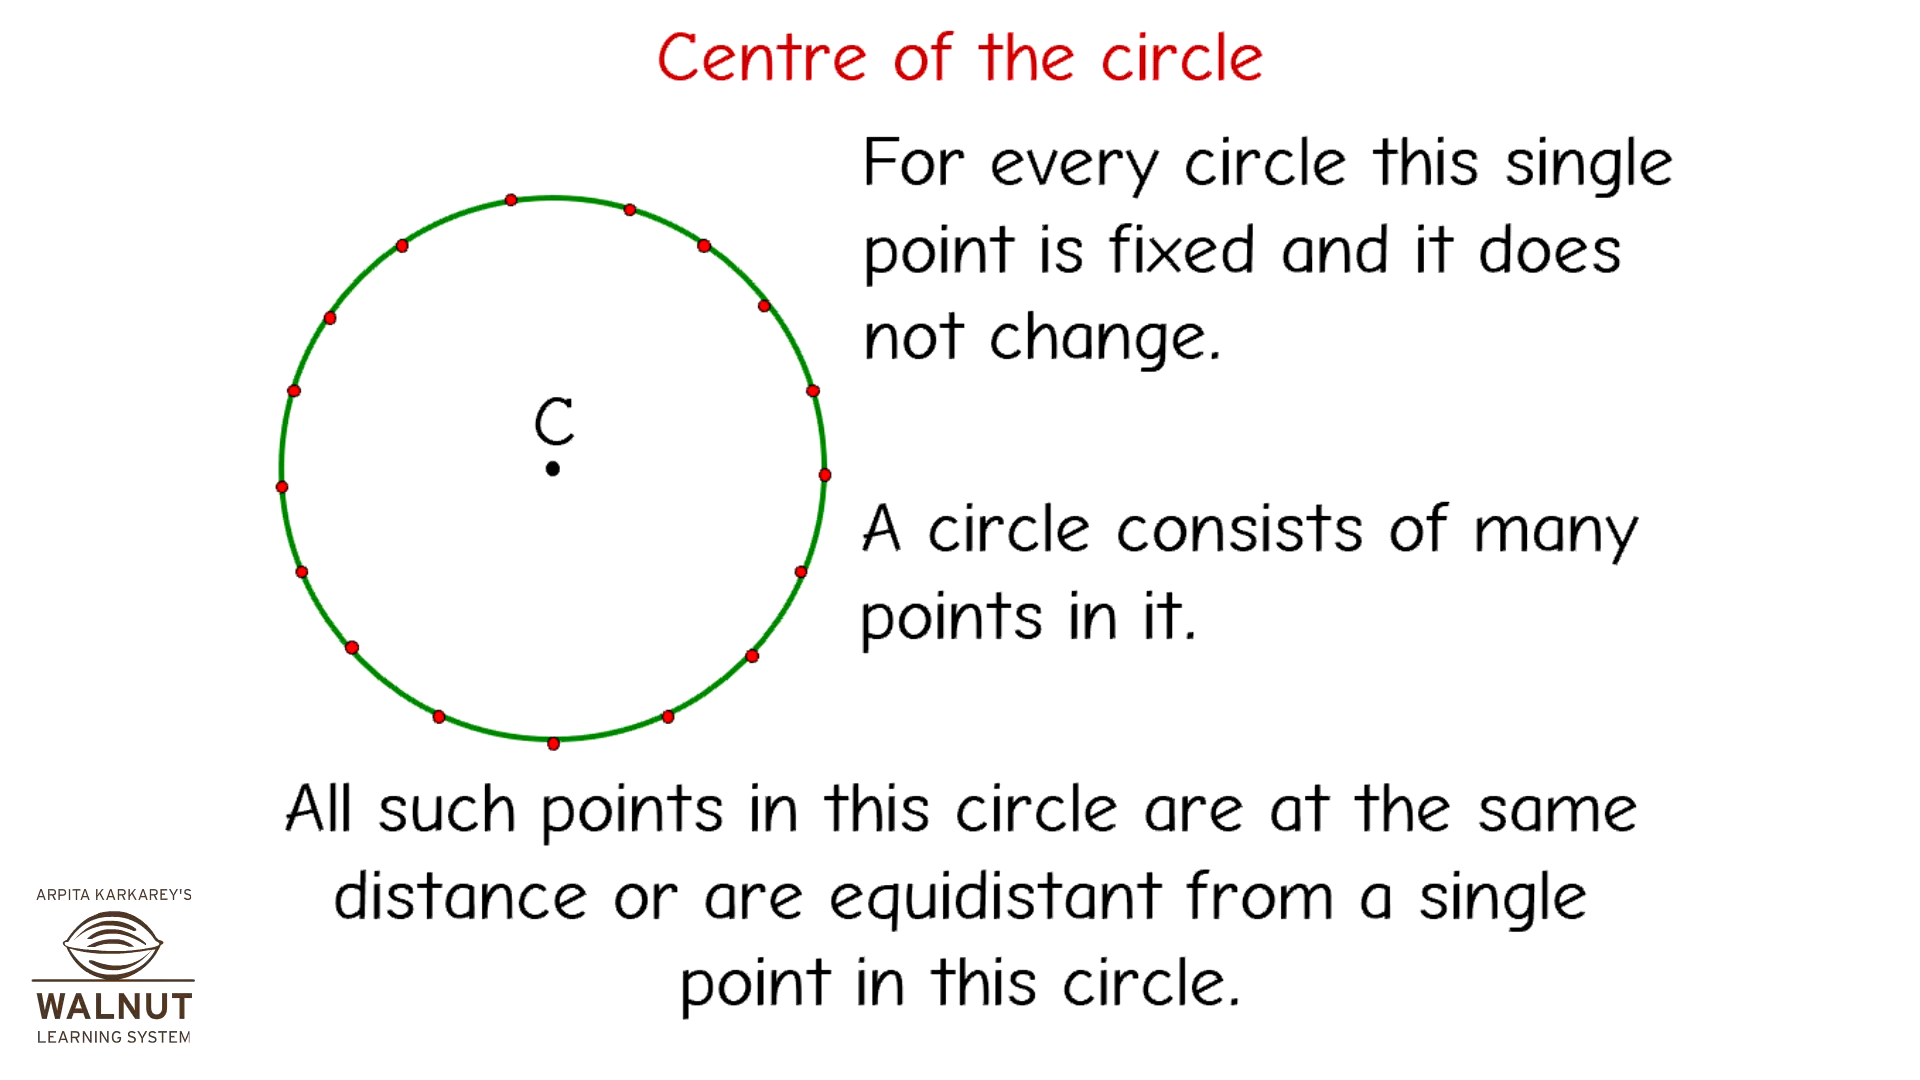 Centre of the circle
For every circle this single
point is fixed and it does
not change.
C
A circle consists of many
points in it.
All such points in this circle are at the same
distance or are equidistant from a single
point in this circle.
ARPITA KARKAREY'S
WALNUT
LEARNING SYSTEM